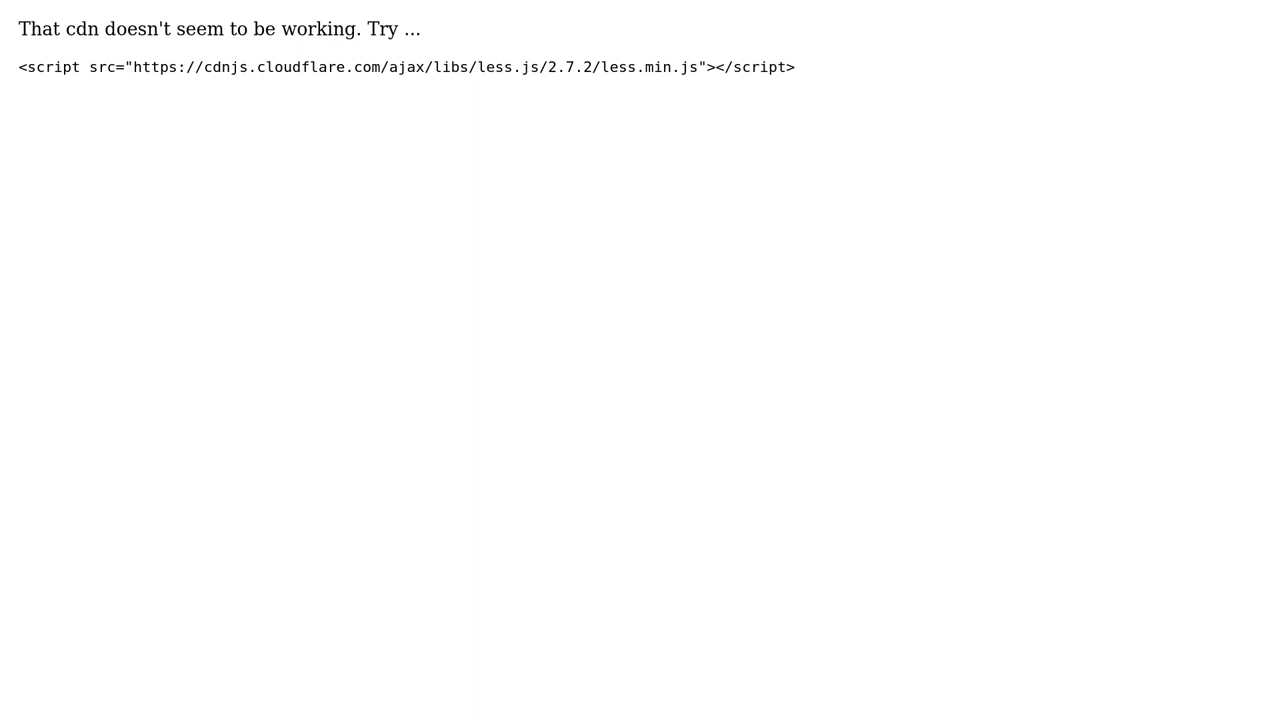 That cdn doesn't seem to be working. Try ...
<script src="https://cdnjs.cloudflare.com/ajax/libs/less.js/2.7.2/less.min.js"></script>